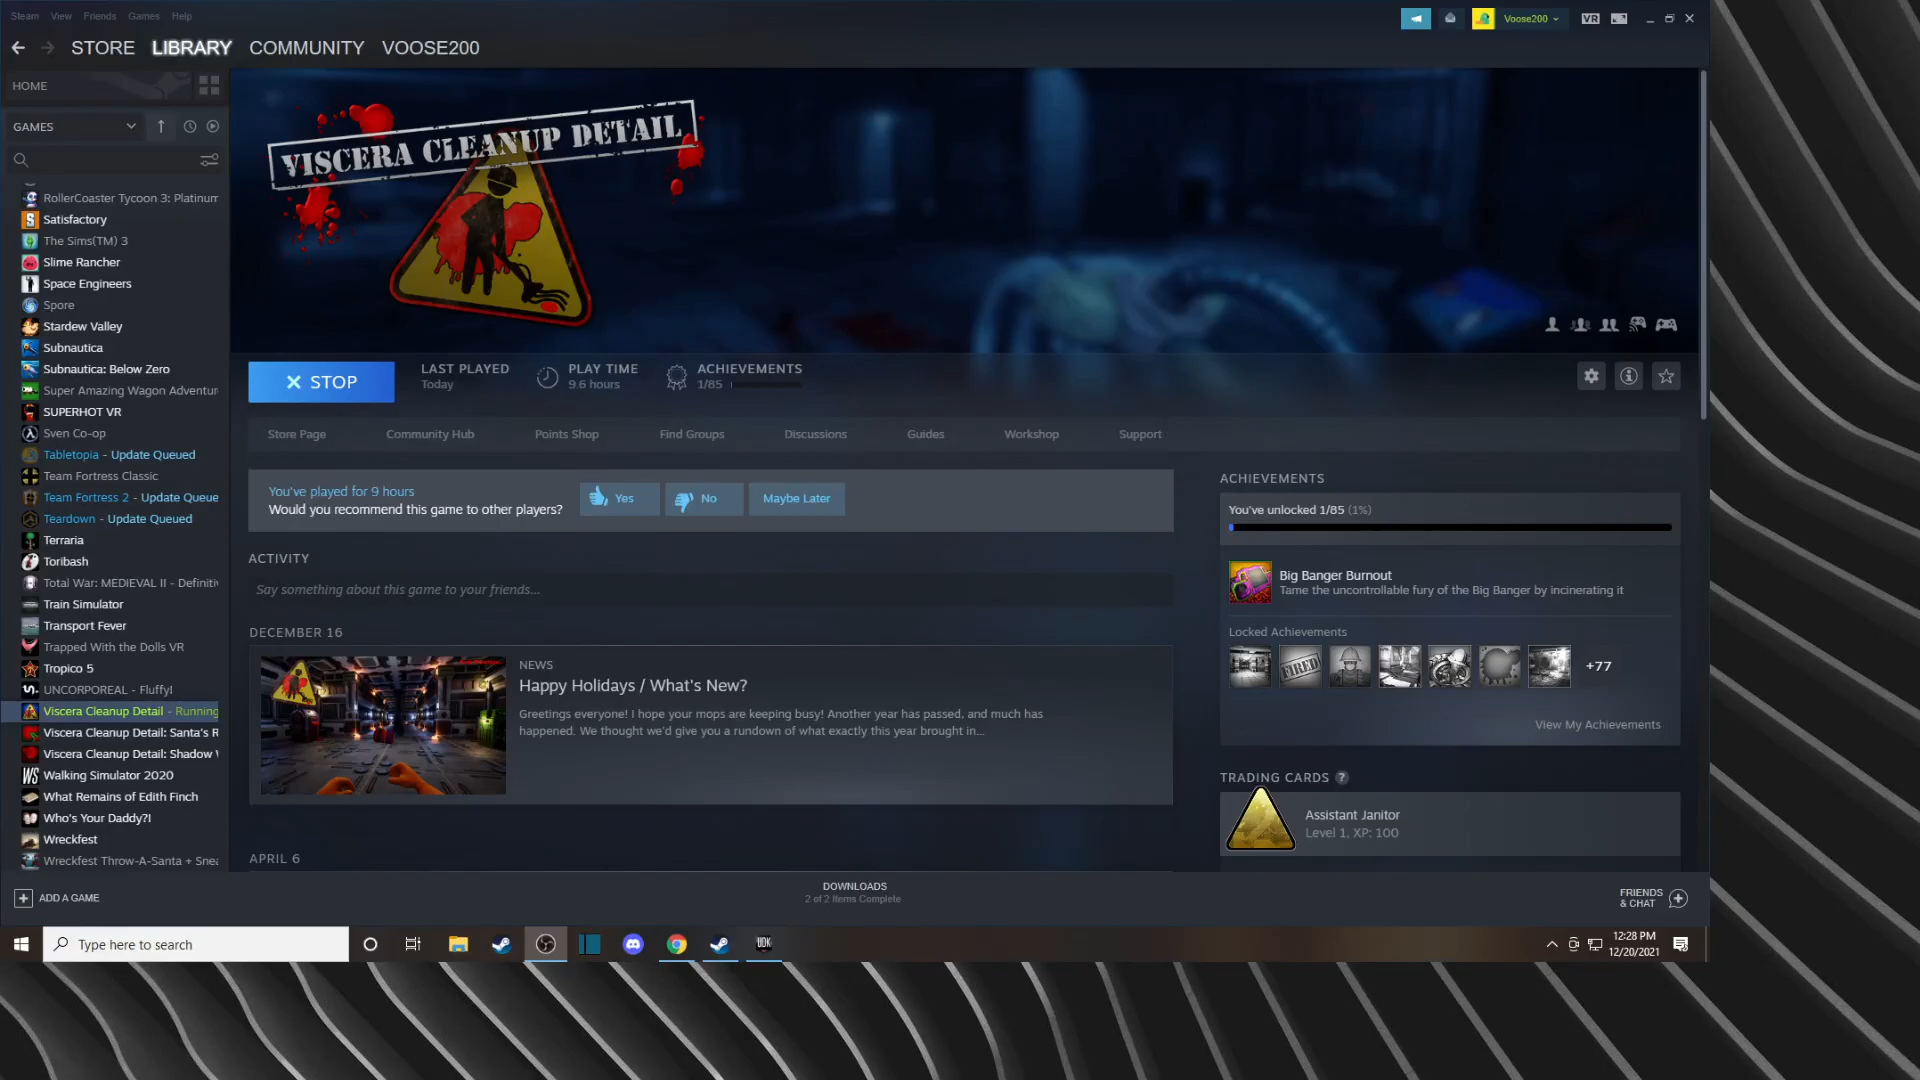 Steam View Friends Games Help
Voose200
VR
STORE LIBRARY COMMUNITY VOOSE200
HOME
GAMES
RollerCoaster Tycoon 3: Platinum
Satisfactory
The Sims(TM) 3
Slime Rancher
Space Engineers
Spore
Stardew Valley
Subnautica
Subnautica: Below Zero
Super Amazing Wagon Adventure
SUPERHOT VR
Sven Co-op
Tabletopia - Update Queued
Team Fortress Classic
Team Fortress 2 - Update Queue
Teardown - Update Queued
Terraria
Toribash
Total War: MEDIEVAL II - Definitiv
Train Simulator
Transport Fever
Trapped With the Dolls VR
Tropico 5
UNCORPOREAL - Fluffy!
Viscera Cleanup Detail - Running
Viscera Cleanup Detail: Santa's R
Viscera Cleanup Detail: Shadow W
Walking Simulator 2020
What Remains of Edith Finch
Who's Your Daddy?!
Wreckfest
Wreckfest Throw-A-Santa + Snea
ADD A GAME
VISCERA CLEANUP DETAIL
STOP
LAST PLAYED
Today
PLAY TIME
9.6 hours
ACHIEVEMENTS
1/85
Store Page Community Hub Points Shop Find Groups Discussions Guides Workshop Support
You've played for 9 hours
Would you recommend this game to other players?
Yes No Maybe Later
ACTIVITY
Say something about this game to your friends...
DECEMBER 16
NEWS
Happy Holidays / What's New?
Greetings everyone! I hope your mops are keeping busy! Another year has passed, and much has
happened. We thought we'd give you a rundown of what exactly this year brought in...
APRIL 6
ACHIEVEMENTS
You've unlocked 1/85 (1%)
Big Banger Burnout
Tame the uncontrollable fury of the Big Banger by incinerating it
Locked Achievements
FIRED
+77
View My Achievements
TRADING CARDS ?
Assistant Janitor
Level 1, XP: 100
DOWNLOADS
2 of 2 Items Complete
FRIENDS
& CHAT
Type here to search
UDK
12:28 PM
12/20/2021